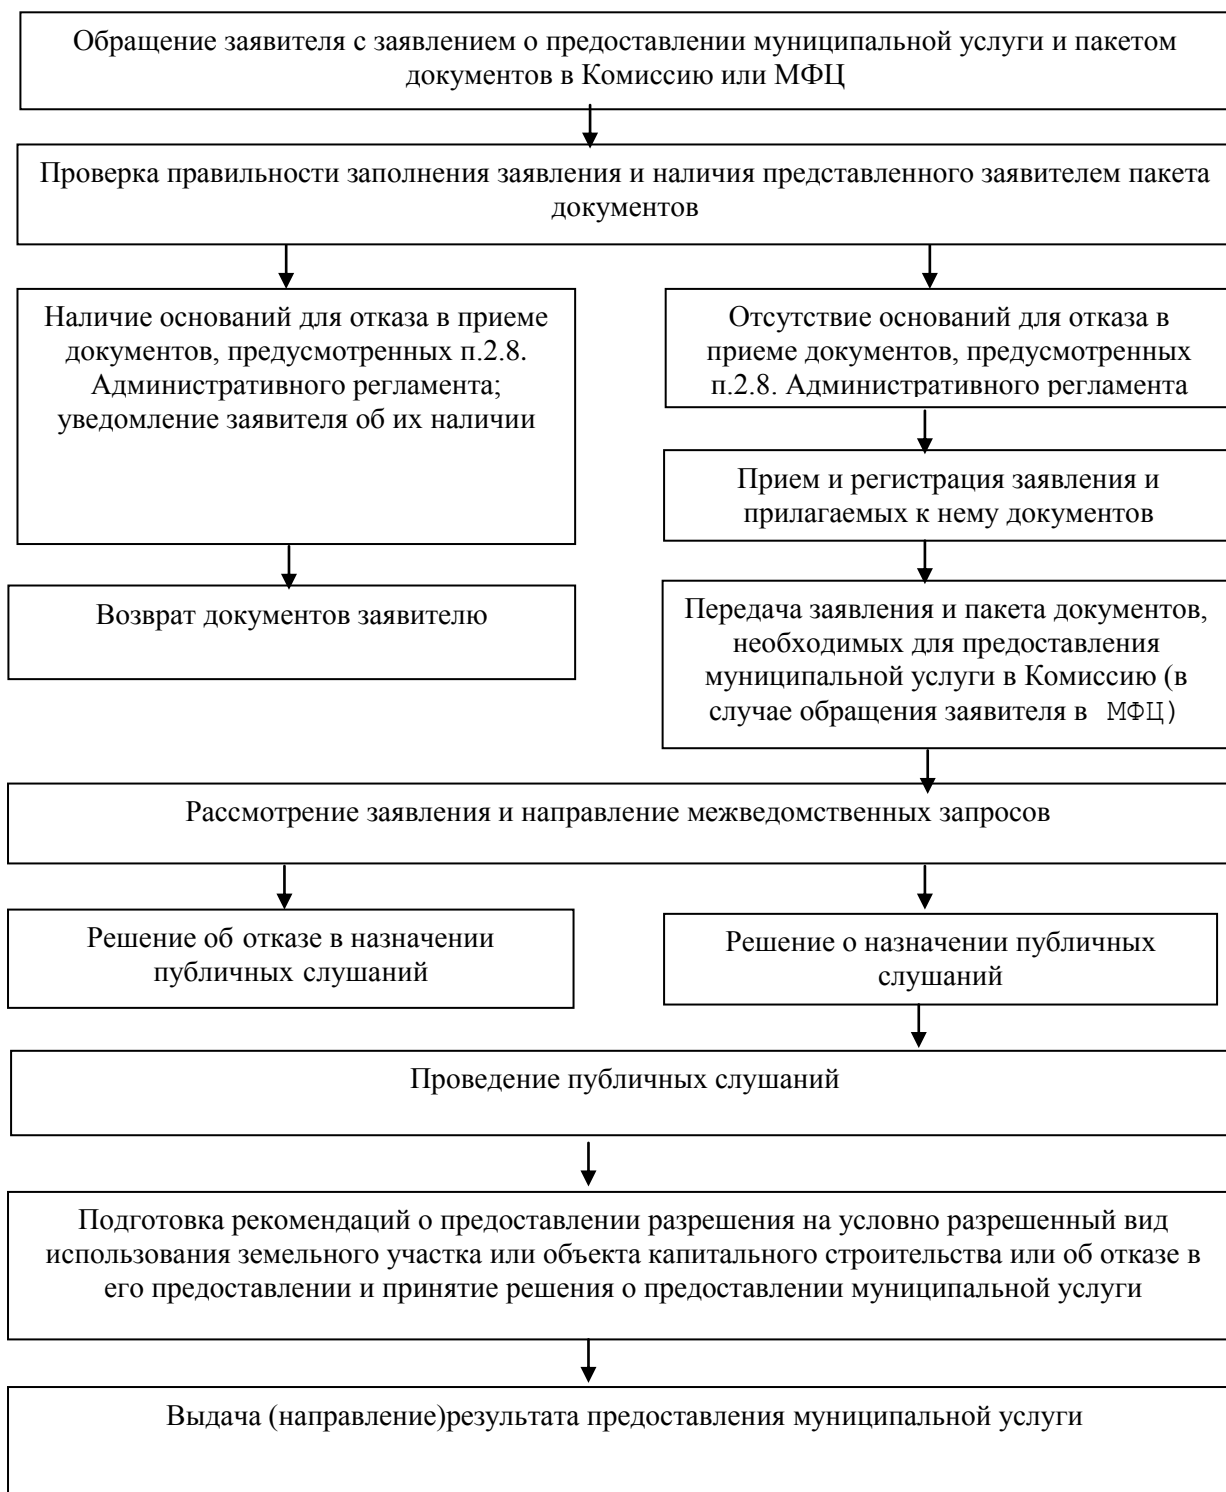 Обращение заявителя с заявлением о предоставлении муниципальной услуги и пакетом
документов в Комиссию или МФЦ
Проверка правильности заполнения заявления и наличия представленного заявителем пакета
документов
Наличие оснований для отказа в приеме
документов, предусмотренных п.2.8.
Административного регламента;
уведомление заявителя об их наличии
Отсутствие оснований для отказа в
приеме документов, предусмотренных
п.2.8. Административного регламента
Прием и регистрация заявления и
прилагаемых к нему документов
Возврат документов заявителю
Передача заявления и пакета документов,
необходимых для предоставления
муниципальной услуги в Комиссию (в
случае обращения заявителя в МФЦ)
Рассмотрение заявления и направление межведомственных запросов
Решение об отказе в назначении
публичных слушаний
Решение о назначении публичных
слушаний
Проведение публичных слушаний
Подготовка рекомендаций о предоставлении разрешения на условно разрешенный вид
использования земельного участка или объекта капитального строительства или об отказе в
его предоставлении и принятие решения о предоставлении муниципальной услуги
Выдача (направление)результата предоставления муниципальной услуги